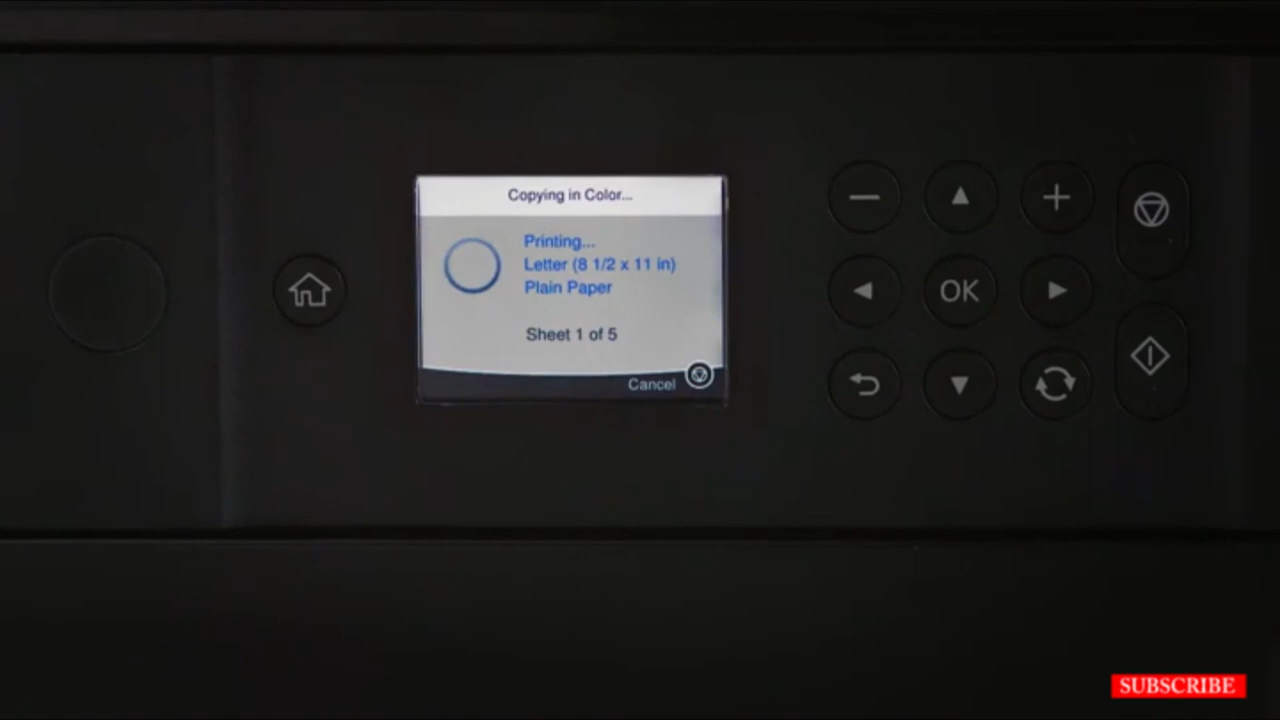 Copying in Color...
Printing...
Letter (8 1/2 x 11 in)
Plain Paper
OK
Sheet 1 of 5
Cancel
SUBSCRIBE